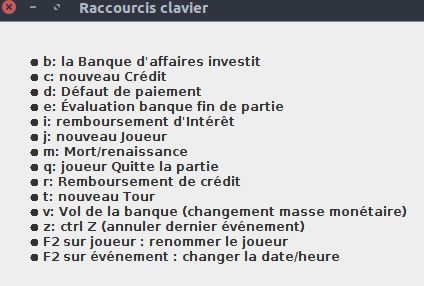 Raccourcis clavier
● b: la Banque d'affaires investit
● c: nouveau Crédit
● d: Défaut de paiement
● e: Évaluation banque fin de partie
● i: remboursement d'Intérêt
● j: nouveau Joueur
● m: Mort/renaissance
● q: joueur Quitte la partie
● r: Remboursement de crédit
● t: nouveau Tour
● v: Vol de la banque (changement masse monétaire)
● z: ctrl Z (annuler dernier événement)
● F2 sur joueur : renommer le joueur
● F2 sur événement : changer la date/heure